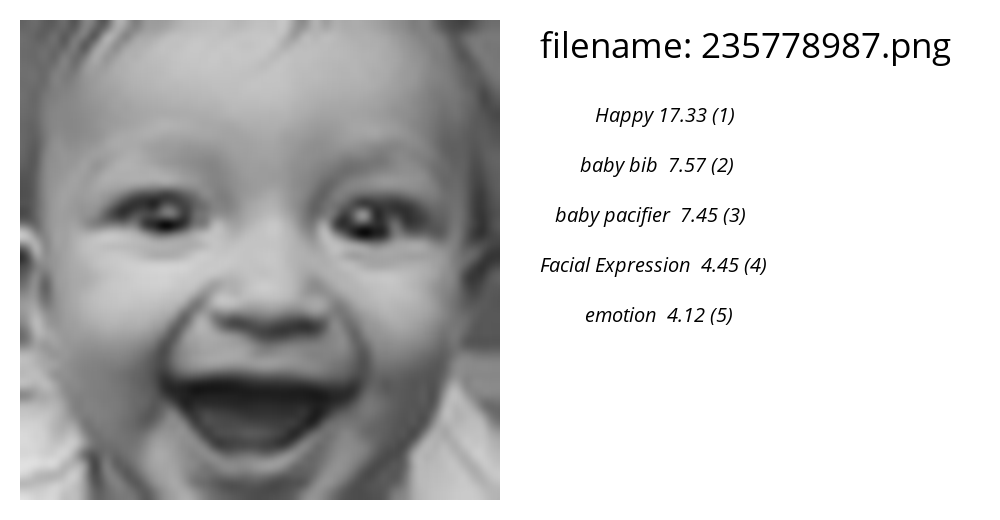 filename: 235778987.png
Happy 17.33 (1)
baby bib 7.57 (2)
baby pacifier 7.45 (3)
Facial Expression 4.45 (4)
emotion 4.12 (5)